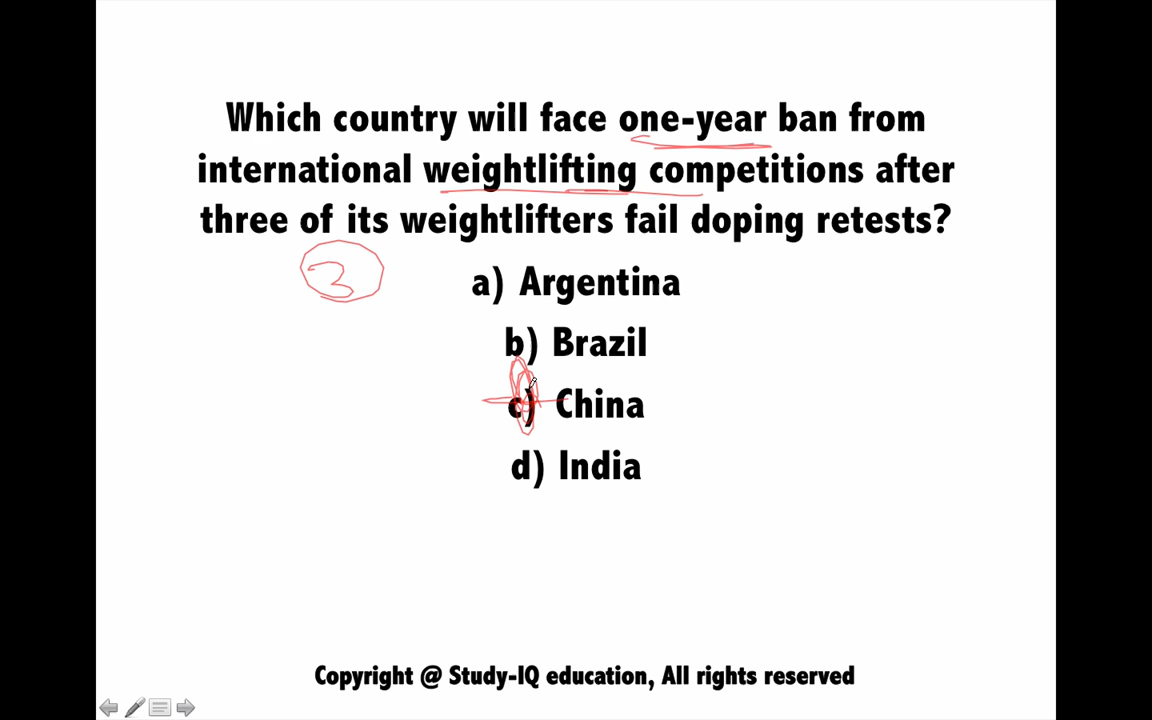 Which country will face one-year ban from
international weightlifting competitions after
three of its weightlifters fail doping retests?
3
a) Argentina
b) Brazil
c) China
d) India
Copyright @ Study-IQ education, All rights reserved